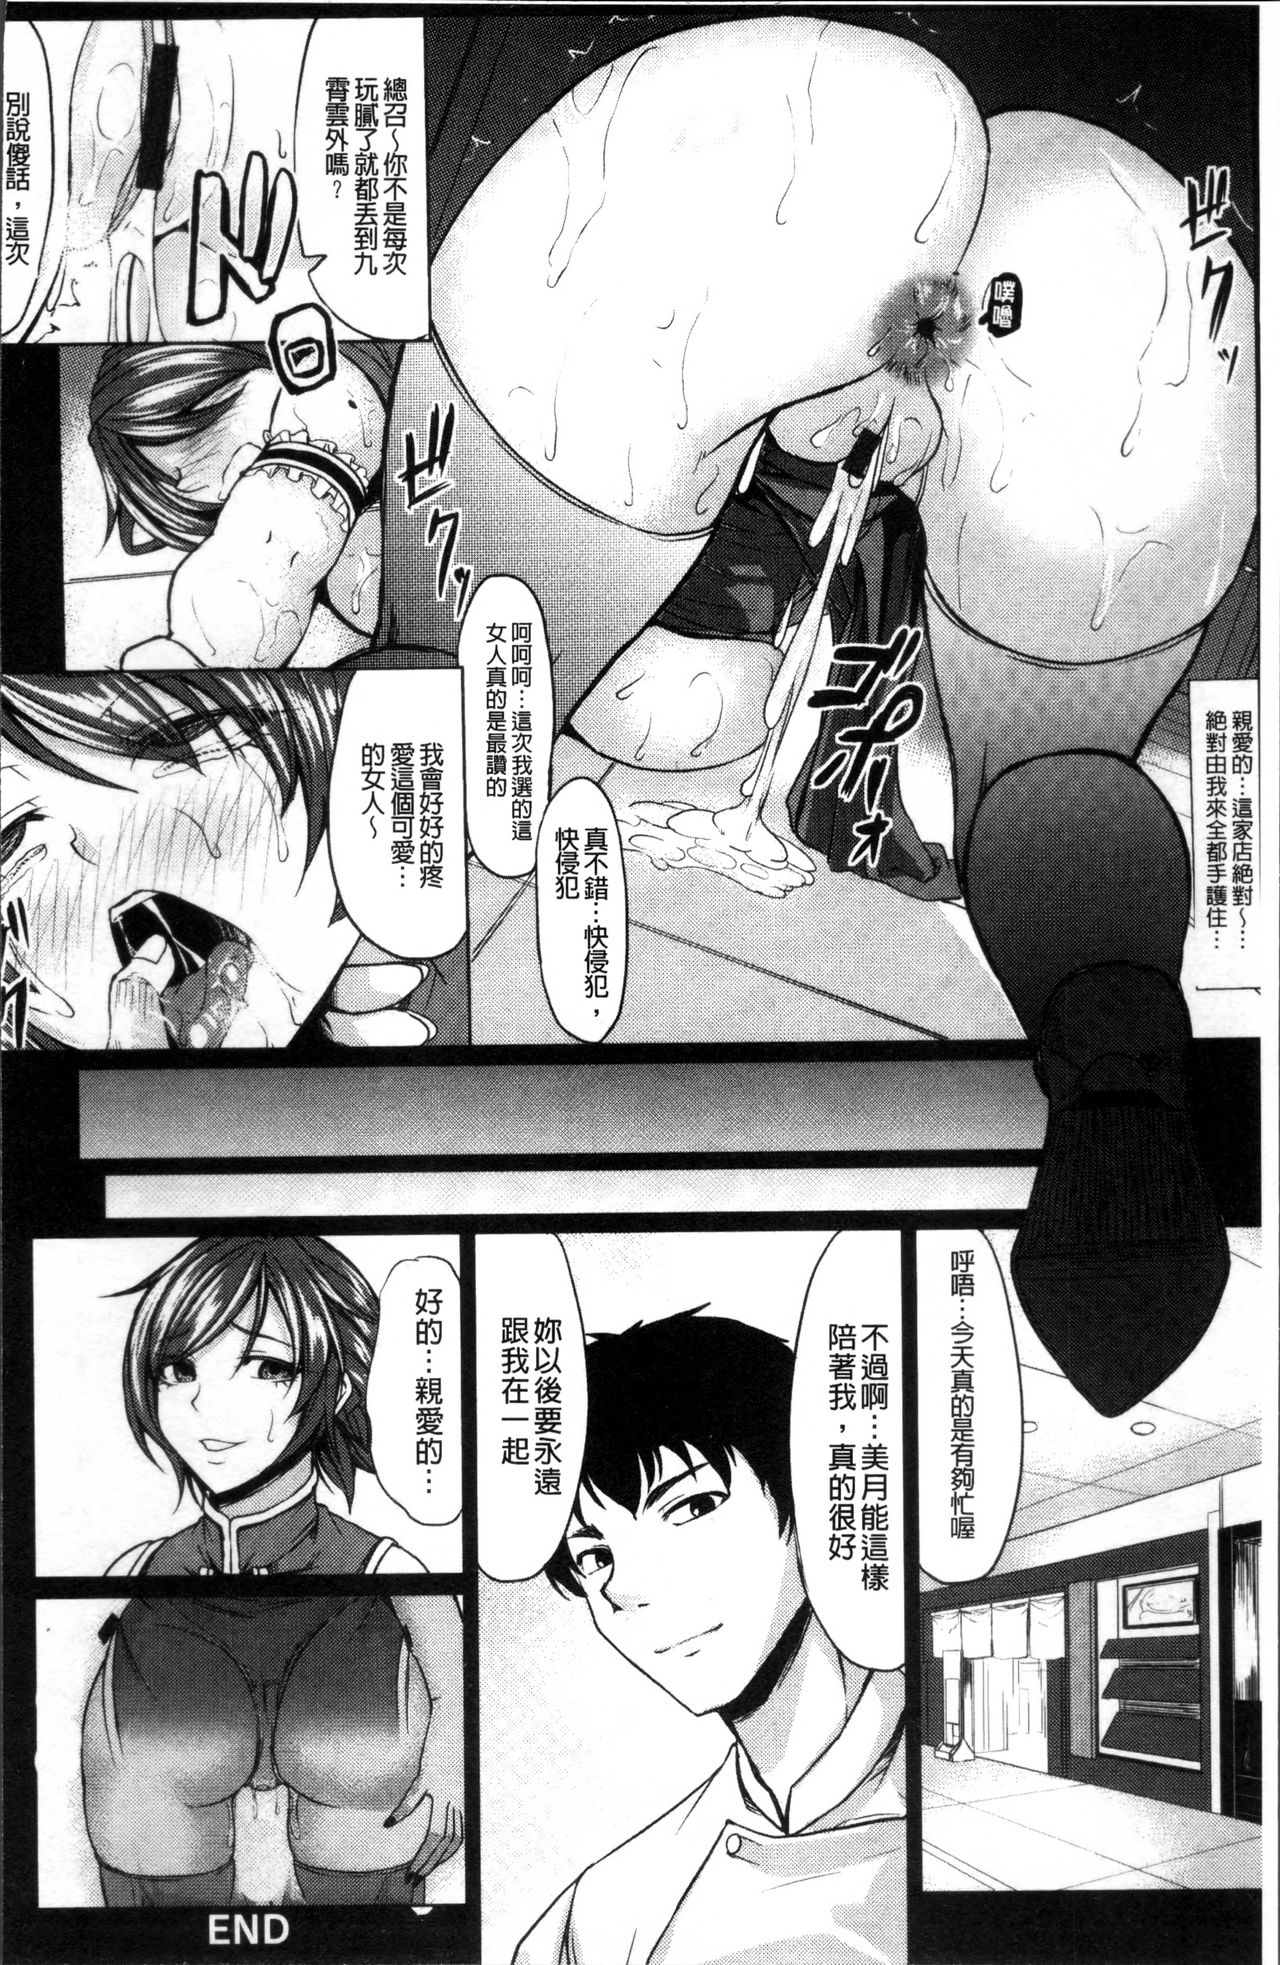 親愛的…這家店絕對～…
絕對由我來全都手護住…
ビクッ
噗嚕
ゴポォ
總召～你不是每次
玩膩了就都丟到九
霄雲外嗎？
別說傻話，這次
ビクッ
呵呵呵…這次我選的這
女人真的是最讚的
真不錯…快侵犯，
快侵犯
我會好好的疼
愛這個可愛…
的女人～
呼唔…今天真的是有夠忙喔
不過啊…美月能這樣
陪著我，真的很好
妳以後要永遠
跟我在一起
好的…親愛的…
END